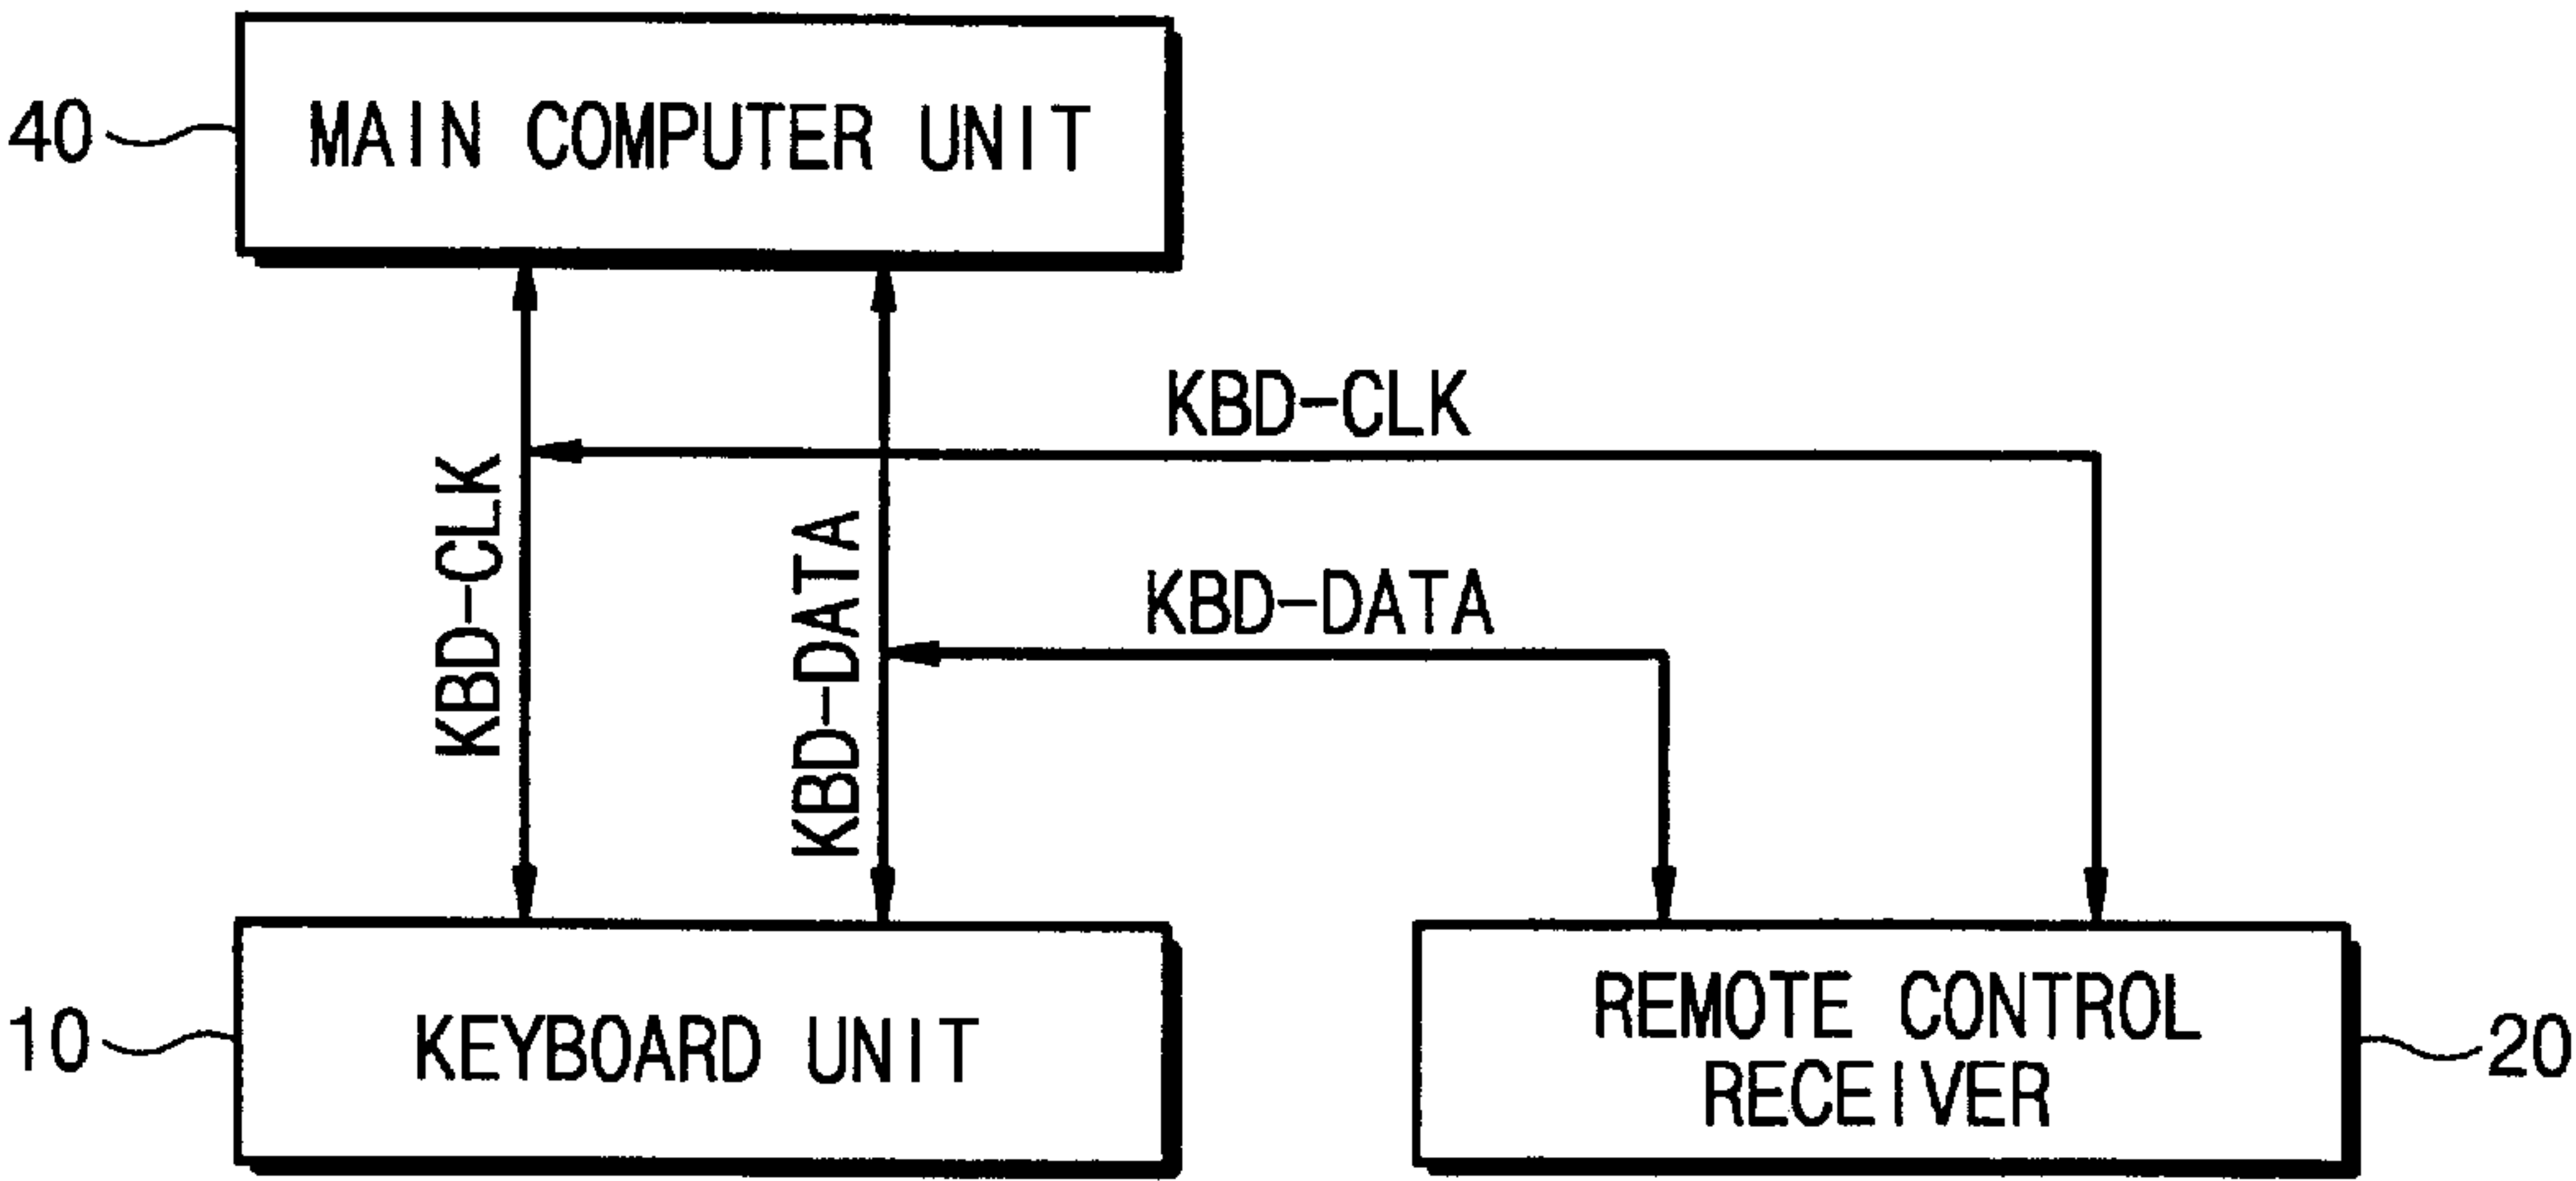 40
MAIN COMPUTER UNIT
KBD-CLK
KBD-CLK
KBD-DATA
KBD-DATA
10
KEYBOARD UNIT
REMOTE CONTROL
RECEIVER
20